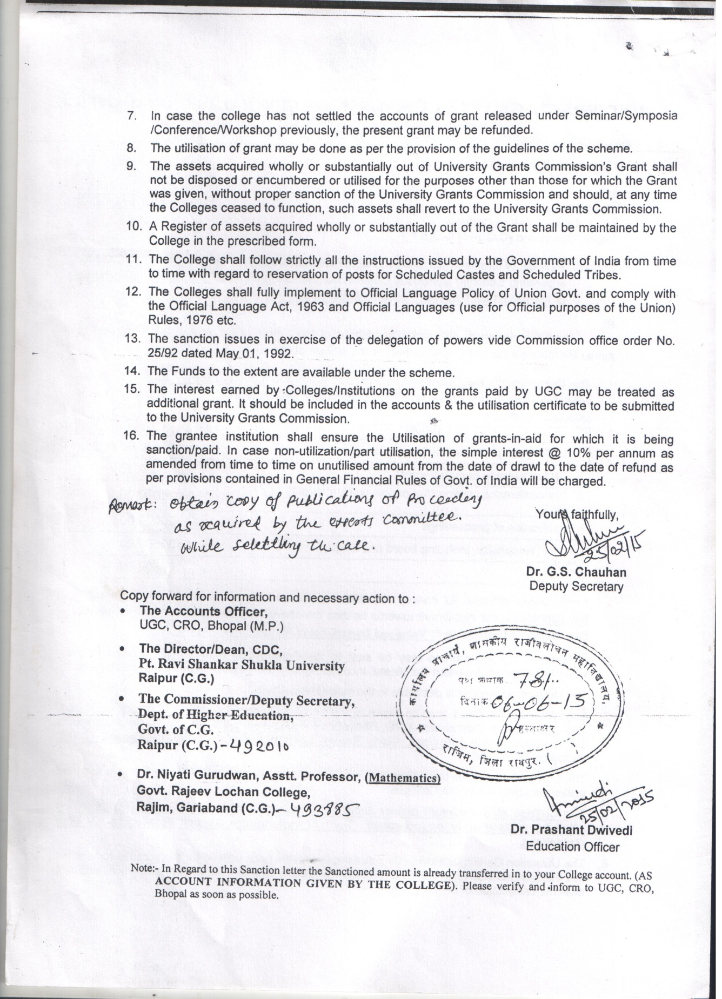 7. In case the college has not settled the accounts of grant released under Seminar/Symposia
/Conference/Workshop previously, the present grant may be refunded.
8. The utilisation of grant may be done as per the provision of the guidelines of the scheme.
9. The assets acquired wholly or substantially out of University Grants Commission's Grant shall
not be disposed or encumbered or utilised for the purposes other than those for which the Grant
was given, without proper sanction of the University Grants Commission and should, at any time
the Colleges ceased to function, such assets shall revert to the University Grants Commission.
10. A Register of assets acquired wholly or substantially out of the Grant shall be maintained by the
College in the prescribed form.
11. The College shall follow strictly all the instructions issued by the Government of India from time
to time with regard to reservation of posts for Scheduled Castes and Scheduled Tribes.
12. The Colleges shall fully implement to Official Language Policy of Union Govt. and comply with
the Official Language Act, 1963 and Official Languages (use for Official purposes of the Union)
Rules, 1976 etc.
13. The sanction issues in exercise of the delegation of powers vide Commission office order No.
25/92 dated May 01, 1992.
14. The Funds to the extent are available under the scheme.
15. The interest earned by Colleges/Institutions on the grants paid by UGC may be treated as
additional grant. It should be included in the accounts & the utilisation certificate to be submitted
to the University Grants Commission.
16. The grantee institution shall ensure the Utilisation of grants-in-aid for which it is being
sanction/paid. In case non-utilization/part utilisation, the simple interest @ 10% per annum as
amended from time to time on unutilised amount from the date of drawl to the date of refund as
per provisions contained in General Financial Rules of Govt. of India will be charged.
Remark: Obtain copy of Publications of Proceeding
as required by the experts committee.
while selettling the case.
Yours faithfully,
25/02/15
Dr. G.S. Chauhan
Deputy Secretary
Copy forward for information and necessary action to :
• The Accounts Officer,
UGC, CRO, Bhopal (M.P.)
• The Director/Dean, CDC,
Pt. Ravi Shankar Shukla University
Raipur (C.G.)
• The Commissioner/Deputy Secretary,
Dept. of Higher Education,
Govt. of C.G.
Raipur (C.G.) - 492010
• Dr. Niyati Gurudwan, Asstt. Professor, (Mathematics)
Govt. Rajeev Lochan College,
Rajim, Gariaband (C.G.) - 493885
कार्यालय प्राचार्य, शासकीय राजीवलोचन महाविद्यालय,
पत्र क्रमांक 781
दिनांक 06-06-15
हस्ताक्षर
राजिम, जिला रायपुर. ( )
25/02/2015
Dr. Prashant Dwivedi
Education Officer
Note:- In Regard to this Sanction letter the Sanctioned amount is already transferred in to your College account. (AS
ACCOUNT INFORMATION GIVEN BY THE COLLEGE). Please verify and inform to UGC, CRO,
Bhopal as soon as possible.